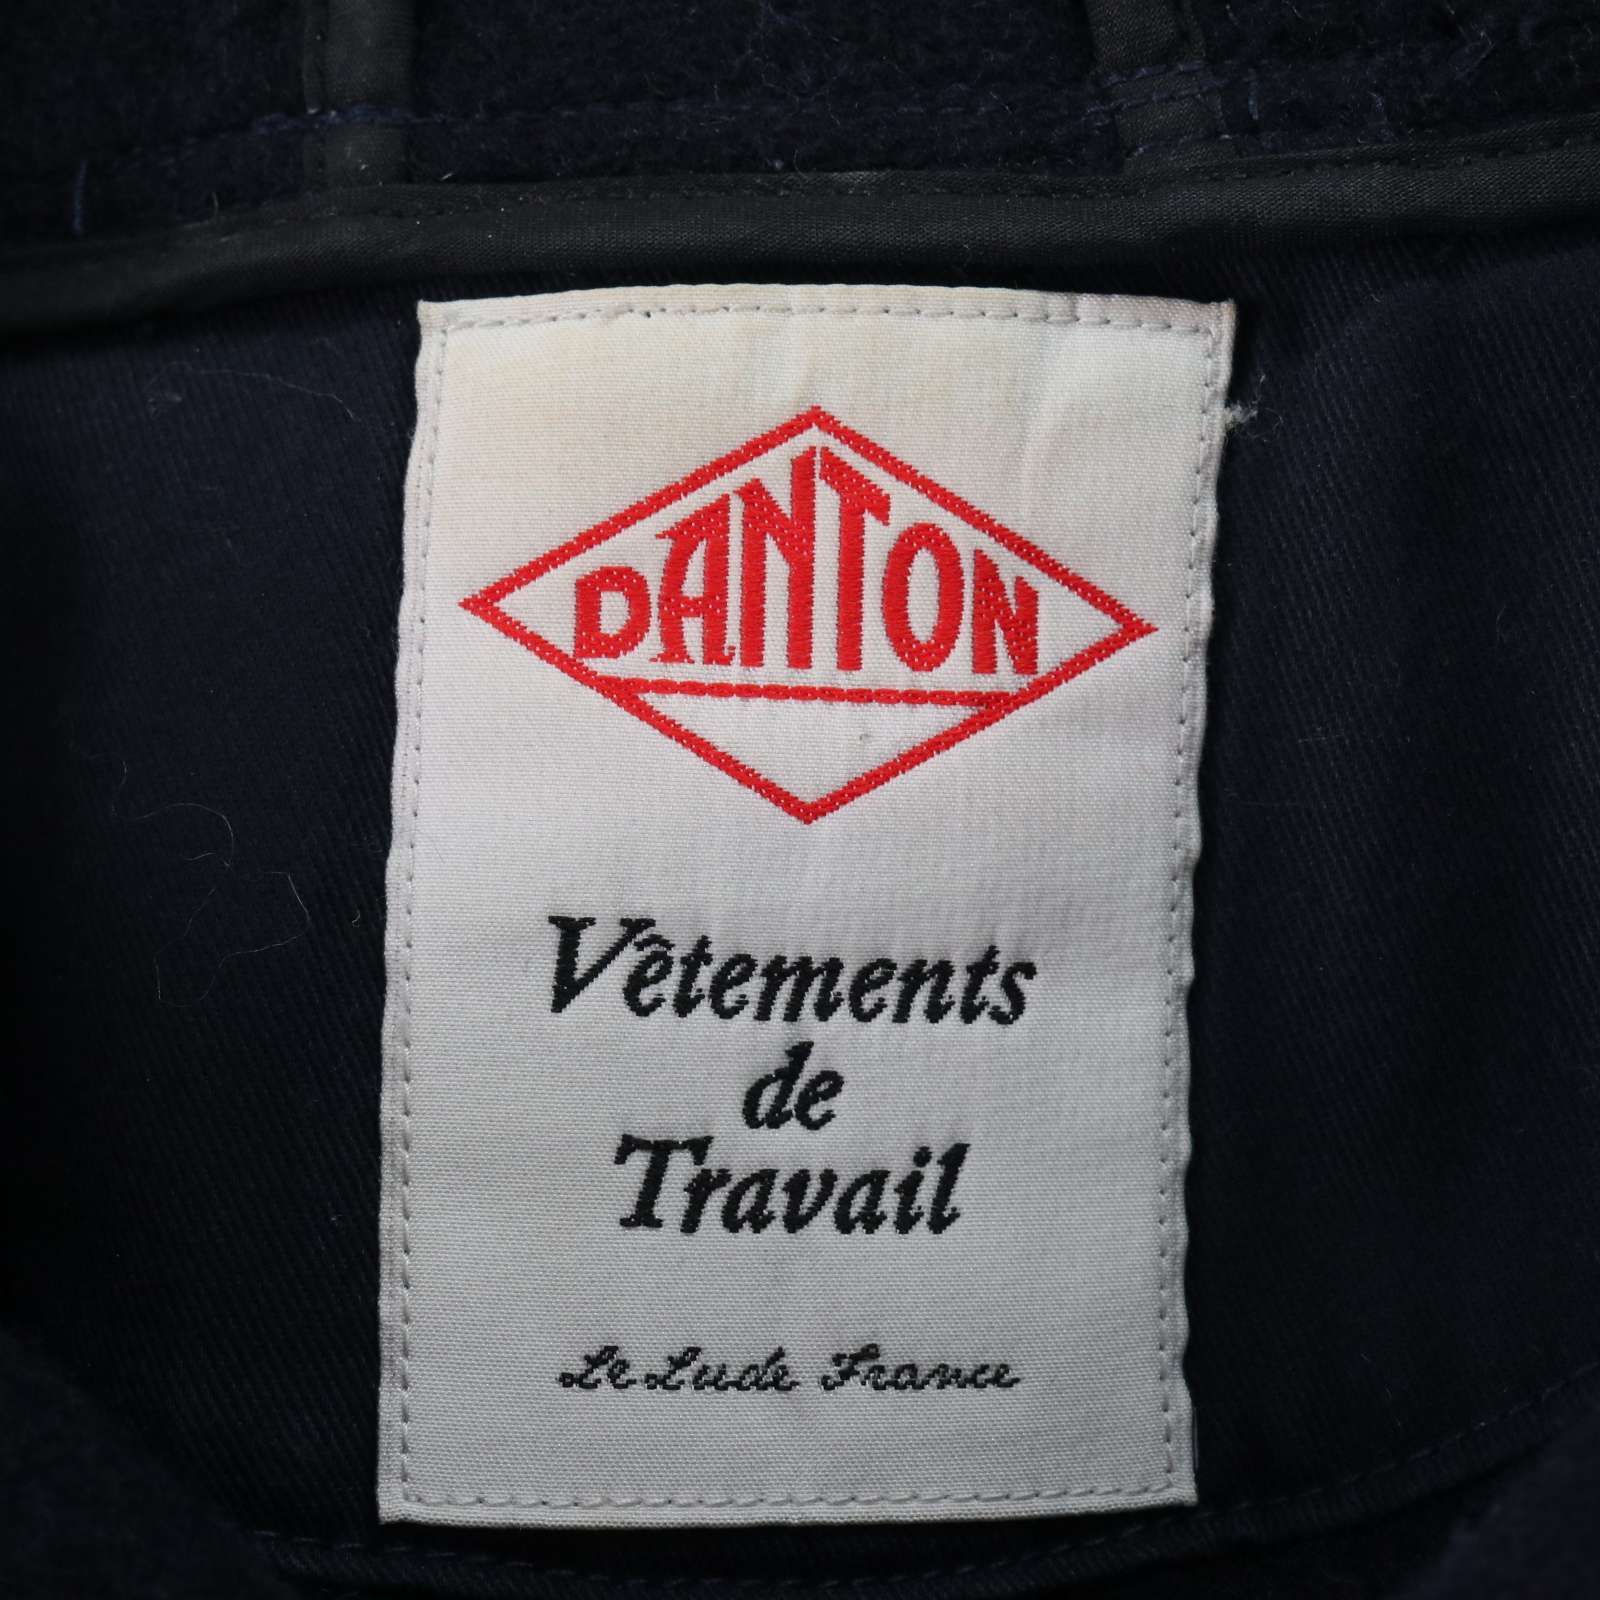 DANTON
Vêtements
de
Travail
Le Lude France